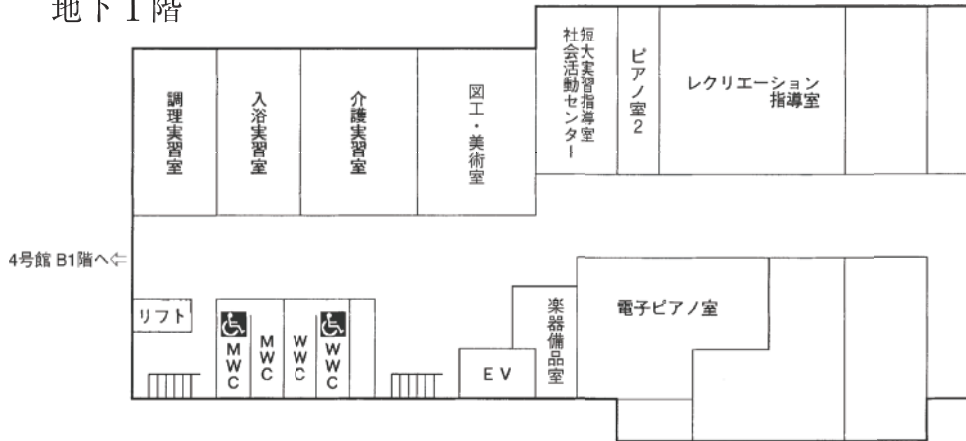 地下1階
調理実習室
入浴実習室
介護実習室
図工・美術室
短大実習指導室
社会活動センター
ピアノ室2
レクリエーション
指導室
4号館 B1階へ⇦
リフト
MWC
MWC
WWC
WWC
EV
楽器備品室
電子ピアノ室